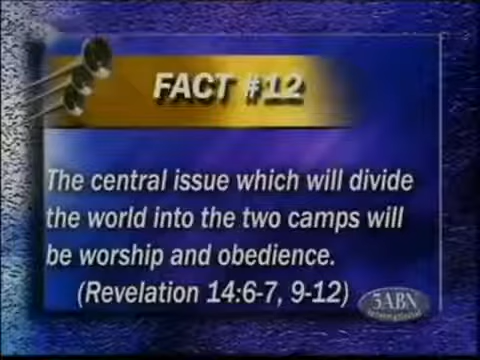 FACT #12
The central issue which will divide
the world into the two camps will
be worship and obedience.
(Revelation 14:6-7, 9-12)
3ABN
International